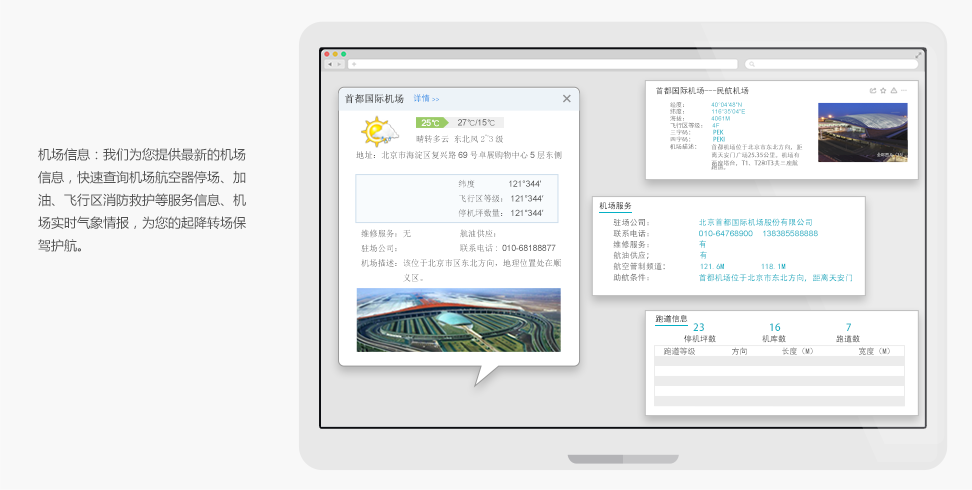 机场信息：我们为您提供最新的机场
信息，快速查询机场航空器停场、加
油、飞行区消防救护等服务信息、机
场实时气象情报，为您的起降转场保
驾护航。
首都国际机场 详情 >>
25℃ 27℃/15℃
晴转多云 东北风 2~3 级
地址：北京市海淀区复兴路 69 号卓展购物中心 5 层东侧
纬度 121°344'
飞行区等级： 121°344'
停机坪数量： 121°344'
维修服务：无 航油供应：
驻场公司： 联系电话：010-68188877
机场描述：该位于北京市区东北方向，地理位置处在顺
义区。
首都国际机场---民航机场
40°04'48"N
纬度： 116°35'04"E
4001M
飞行区等级： 4F
三字码： PEK
四字码： PEKI
机场描述： 首都机场位于北京市东北方向，距
离天安门广场25.35公里，机场有
T1、T2和T3共三座航
机场服务
驻场公司： 北京首都国际机场股份有限公司
联系电话： 010-64768900 138385588888
维修服务： 有
航油供应： 有
航空管制频道： 121.6M 118.1M
助航条件： 首都机场位于北京市东北方向，距离天安门
跑道信息
23 16 7
停机坪数 机库数 跑道数
跑道等级 方向 长度（M） 宽度（M）